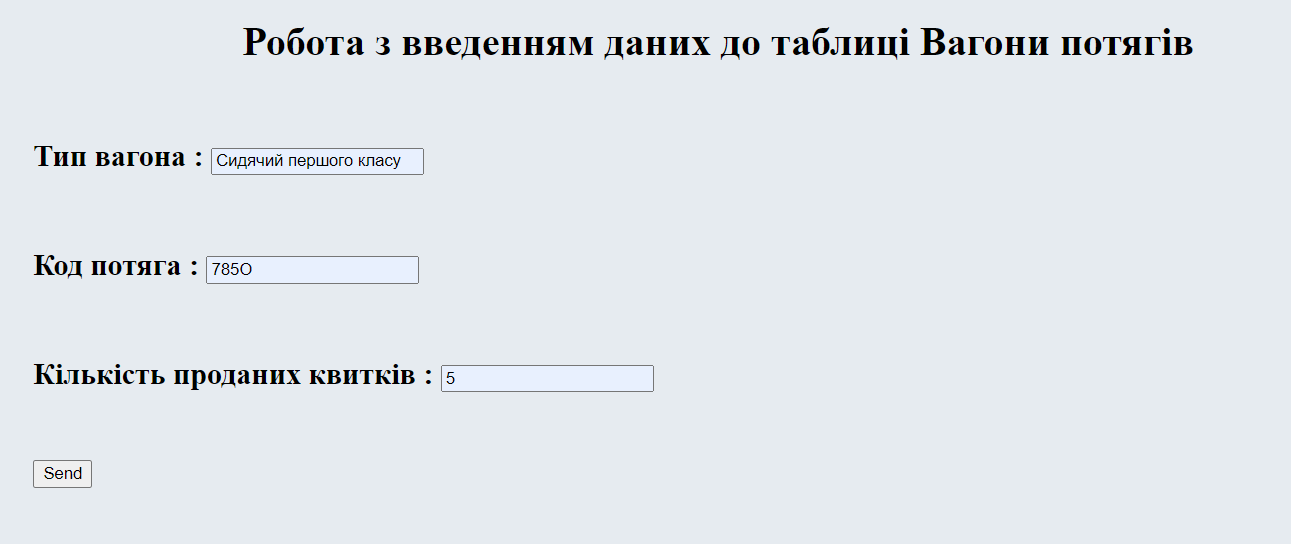 Робота з введенням даних до таблиці Вагони потягів
Тип вагона : Сидячий першого класу
Код потяга : 785О
Кількість проданих квитків : 5
Send